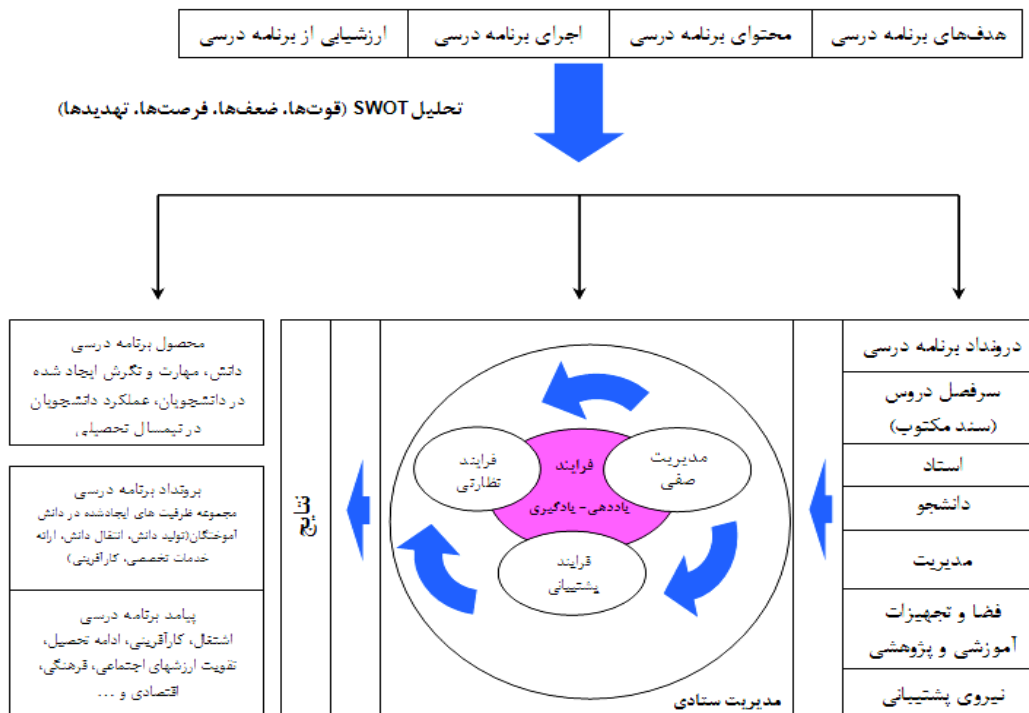 هدف‌های برنامه درسی
محتوای برنامه درسی
اجرای برنامه درسی
ارزشیابی از برنامه درسی
تحلیل SWOT (قوت‌ها، ضعف‌ها، فرصت‌ها، تهدیدها)
درونداد برنامه درسی
سرفصل دروس
(سند مکتوب)
استاد
دانشجو
مدیریت
فضا و تجهیزات
آموزشی و پژوهشی
نیروی پشتیبانی
مدیریت
صفی
فرایند
یاددهی - یادگیری
فرایند
نظارتی
فرایند
پشتیبانی
مدیریت ستادی
نتایج
محصول برنامه درسی
دانش، مهارت و نگرش ایجاد شده
در دانشجویان، عملکرد دانشجویان
در نیمسال تحصیلی
برونداد برنامه درسی
مجموعه ظرفیت های ایجادشده در دانش
آموختگان(تولید دانش، انتقال دانش، ارائه
خدمات تخصصی، کارآفرینی)
پیامد برنامه درسی
اشتغال، کارآفرینی، ادامه تحصیل،
تقویت ارزشهای اجتماعی، فرهنگی،
اقتصادی و ...